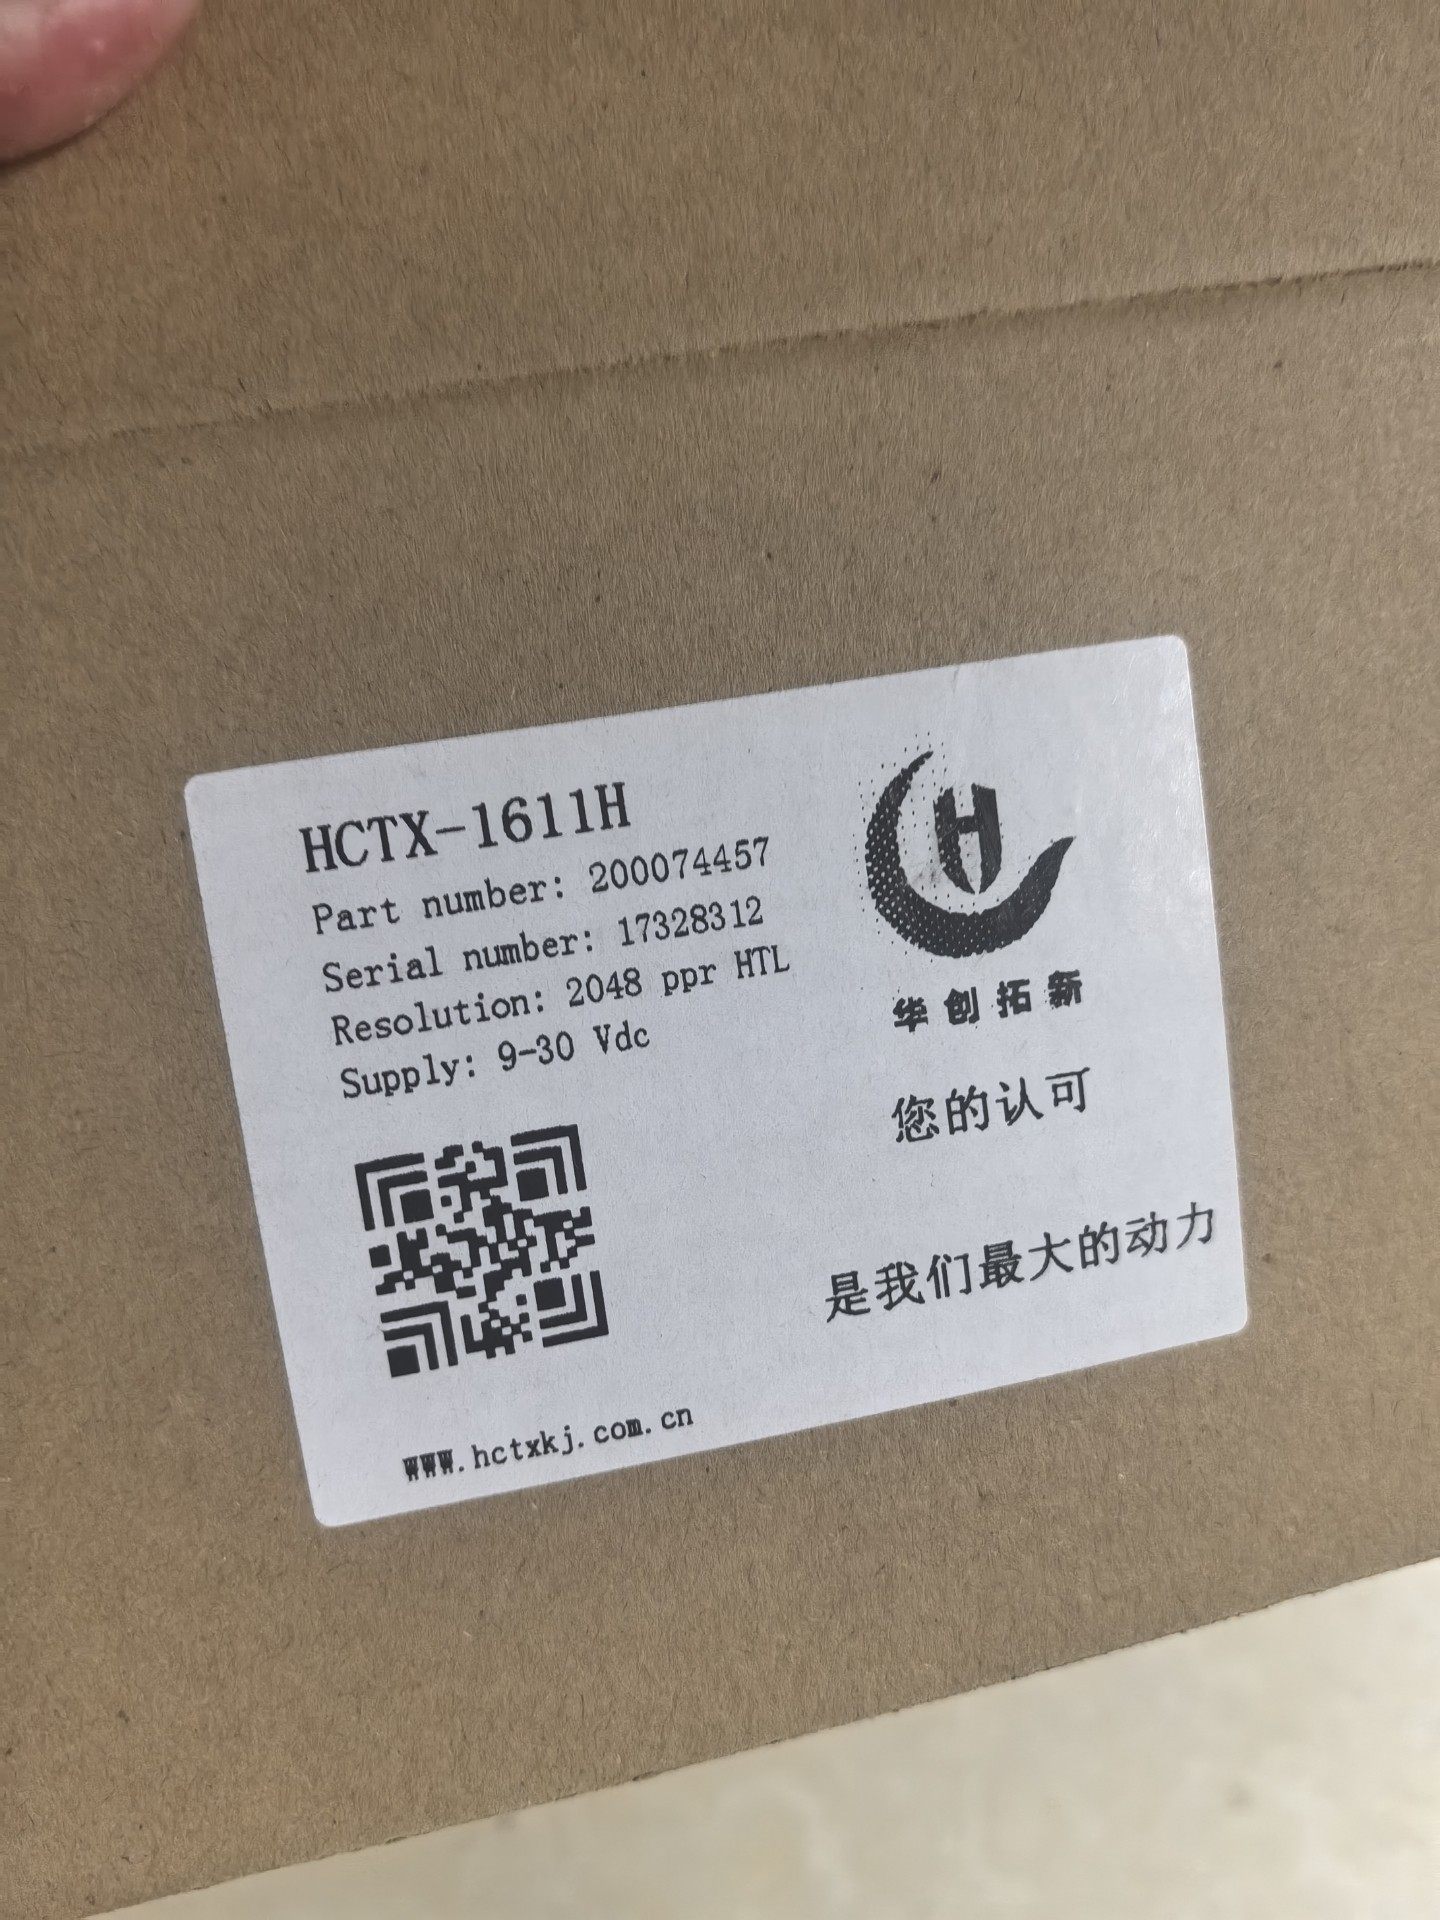 HCTX-1611H
Part number: 200074457
Serial number: 17328312
Resolution: 2048 ppr HTL
Supply: 9-30 Vdc
H
华创拓新
您的认可
是我们最大的动力
www.hctxkj.com.cn